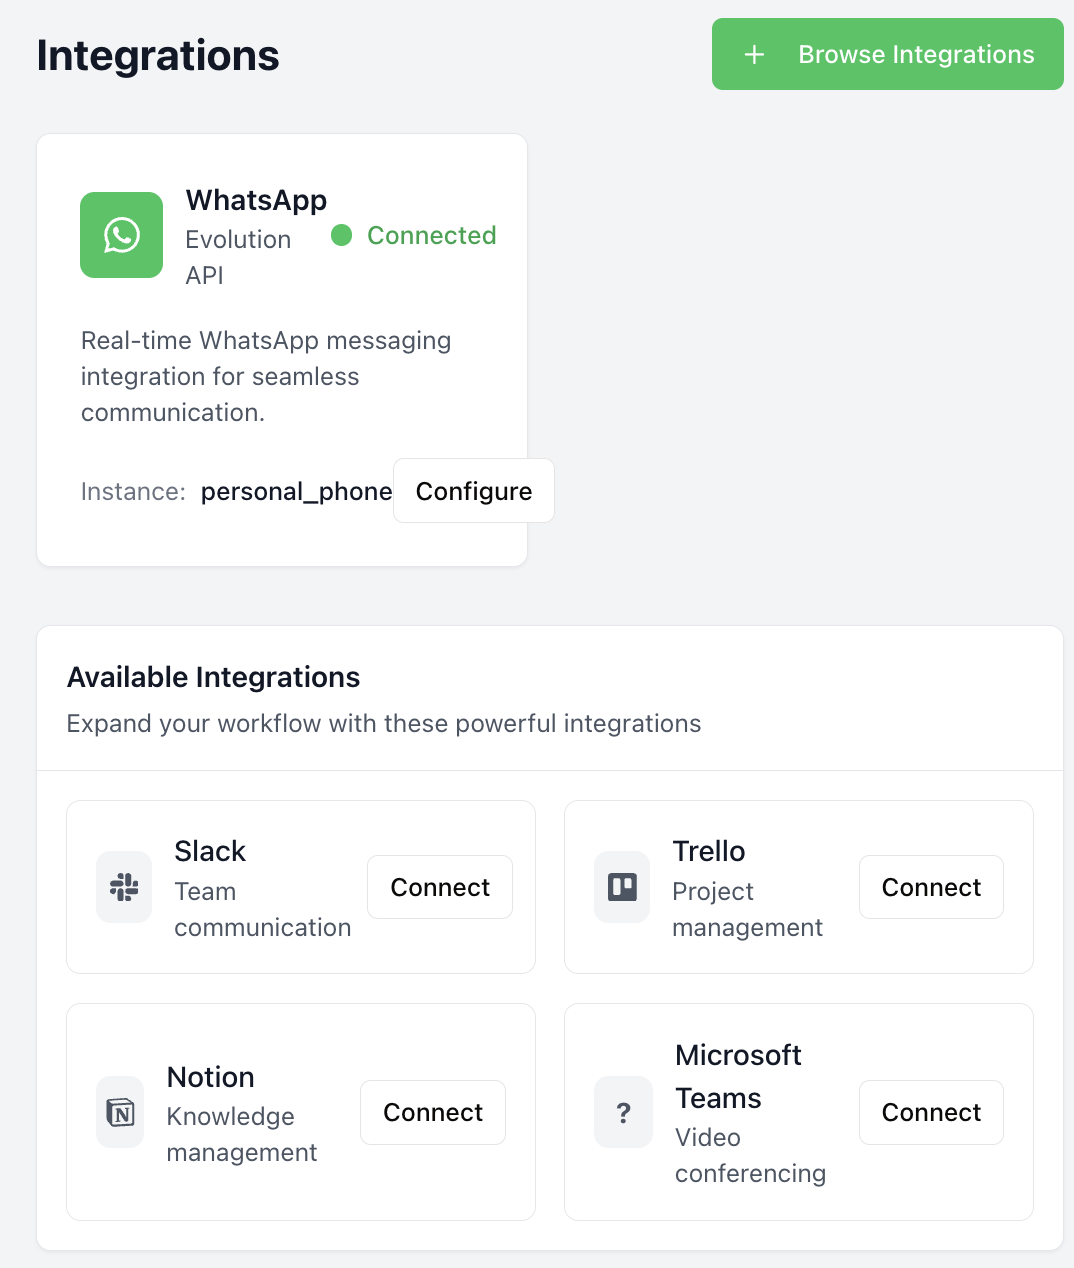 Integrations
+ Browse Integrations
WhatsApp
Evolution
API
Connected
Real-time WhatsApp messaging
integration for seamless
communication.
Instance: personal_phone
Configure
Available Integrations
Expand your workflow with these powerful integrations
Slack
Team
communication
Connect
Trello
Project
management
Connect
N
Notion
Knowledge
management
Connect
?
Microsoft
Teams
Video
conferencing
Connect